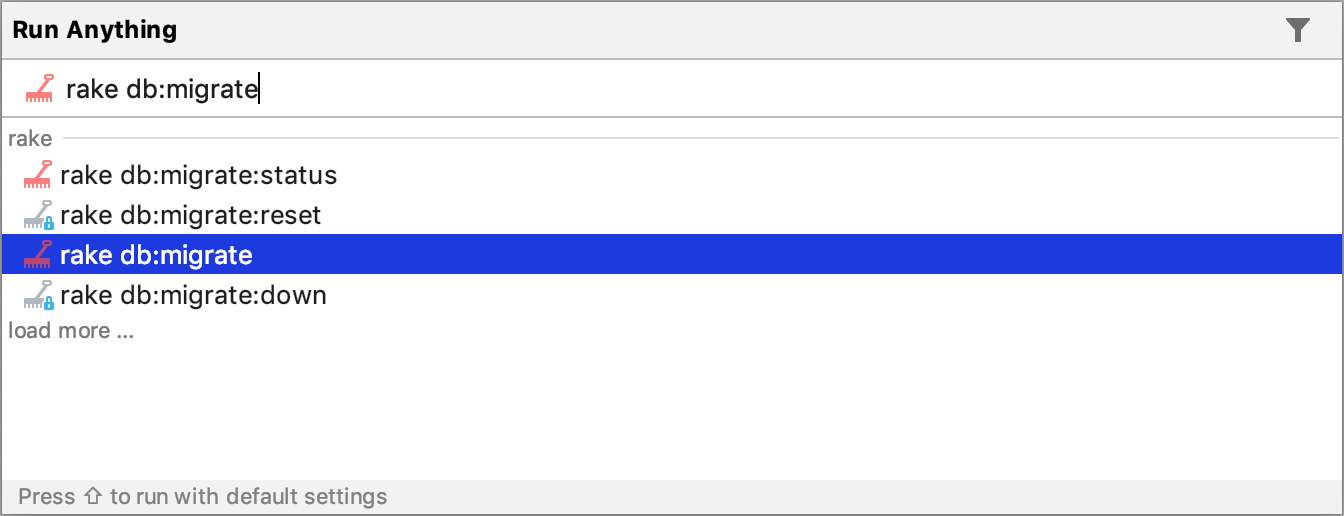 Run Anything
rake db:migrate
rake
rake db:migrate:status
rake db:migrate:reset
rake db:migrate
rake db:migrate:down
load more ...
Press ⇧ to run with default settings